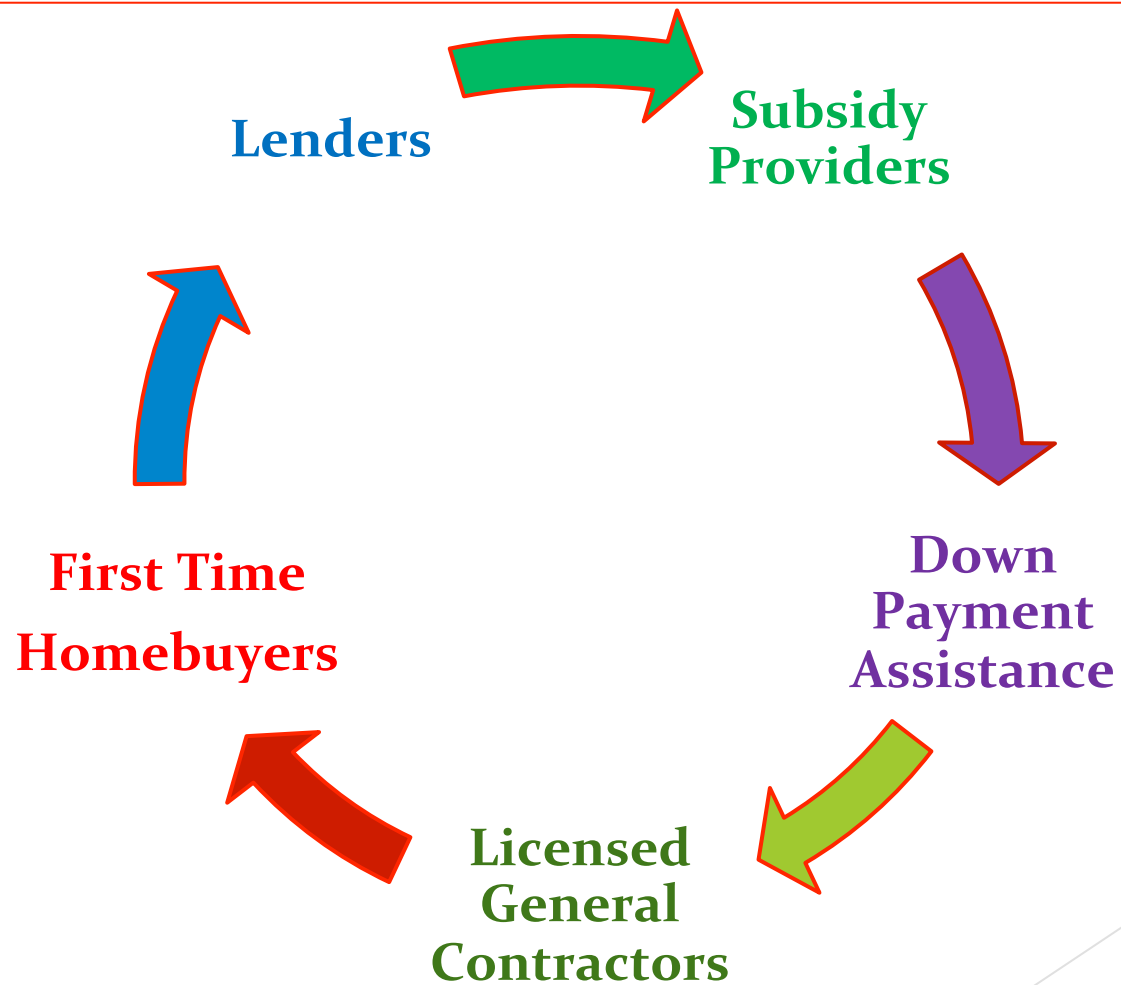 Lenders
Subsidy
Providers
Down
Payment
Assistance
Licensed
General
Contractors
First Time
Homebuyers